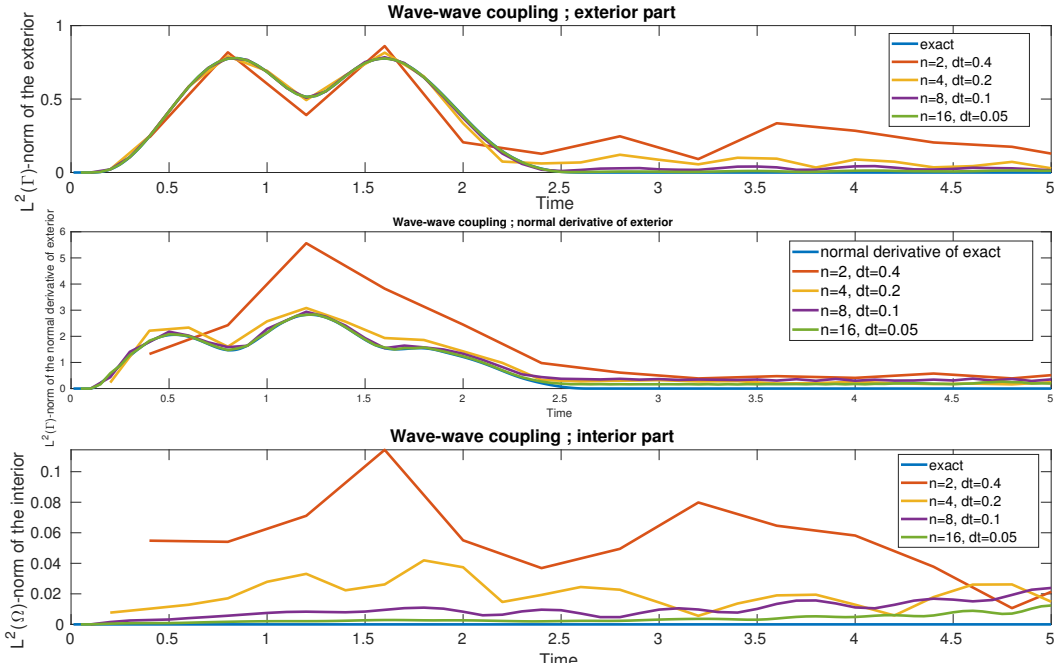 Wave-wave coupling ; exterior part
L²(Γ)-norm of the exterior
1
0.5
0
exact
n=2, dt=0.4
n=4, dt=0.2
n=8, dt=0.1
n=16, dt=0.05
0 0.5 1 1.5 2 2.5 3 3.5 4 4.5 5
Time
Wave-wave coupling ; normal derivative of exterior
L²(Γ)-norm of the normal derivative of exterior
6
5
4
3
2
1
0
normal derivative of exact
n=2, dt=0.4
n=4, dt=0.2
n=8, dt=0.1
n=16, dt=0.05
0 0.5 1 1.5 2 2.5 3 3.5 4 4.5 5
Time
Wave-wave coupling ; interior part
L²(Ω)-norm of the interior
0.1
0.08
0.06
0.04
0.02
0
exact
n=2, dt=0.4
n=4, dt=0.2
n=8, dt=0.1
n=16, dt=0.05
0 0.5 1 1.5 2 2.5 3 3.5 4 4.5 5
Time